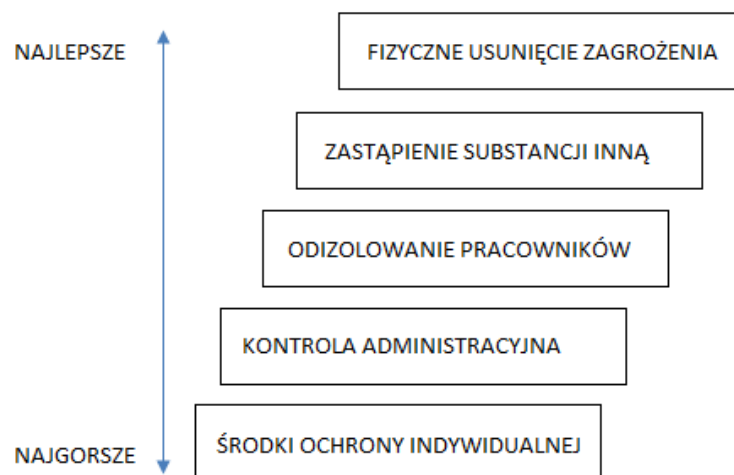 NAJLEPSZE
FIZYCZNE USUNIĘCIE ZAGROŻENIA
ZASTĄPIENIE SUBSTANCJI INNĄ
ODIZOLOWANIE PRACOWNIKÓW
KONTROLA ADMINISTRACYJNA
ŚRODKI OCHRONY INDYWIDUALNEJ
NAJGORSZE